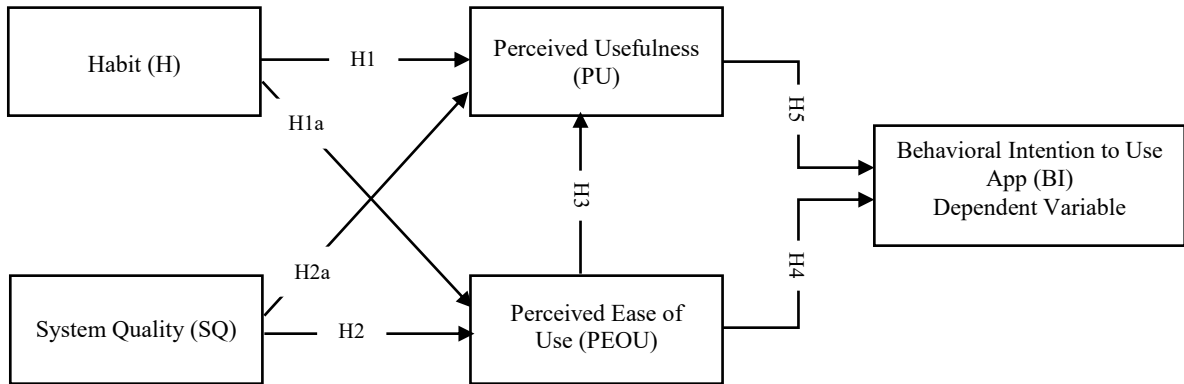 Habit (H)
H1
Perceived Usefulness
(PU)
H1a
H5
Behavioral Intention to Use
App (BI)
Dependent Variable
H3
H2a
H4
System Quality (SQ)
H2
Perceived Ease of
Use (PEOU)